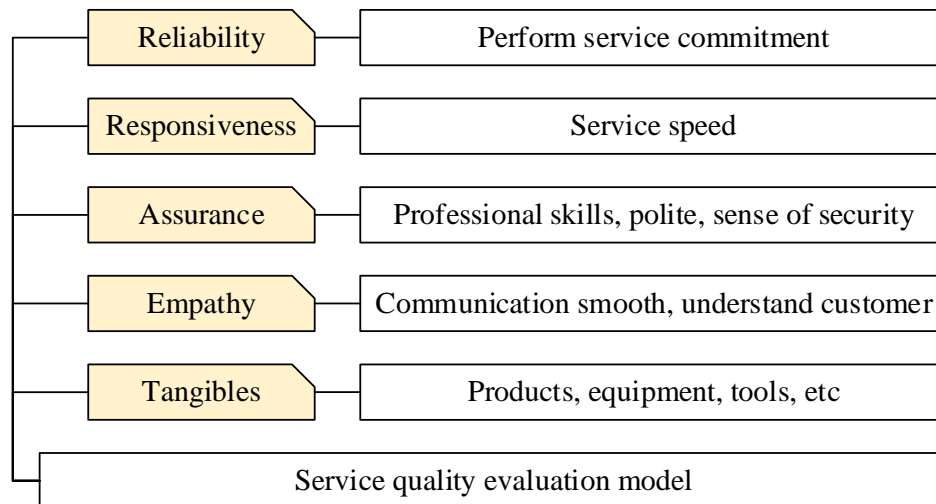 Reliability
Perform service commitment
Responsiveness
Service speed
Assurance
Professional skills, polite, sense of security
Empathy
Communication smooth, understand customer
Tangibles
Products, equipment, tools, etc
Service quality evaluation model